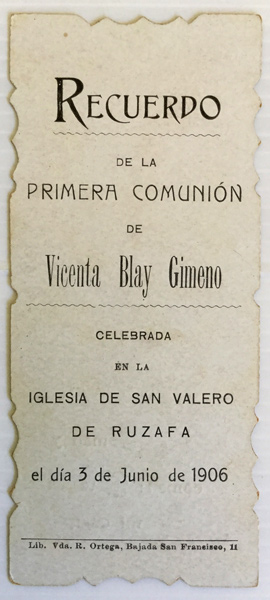 RECUERDO
DE LA
PRIMERA COMUNIÓN
DE
Vicenta Blay Gimeno
CELEBRADA
EN LA
IGLESIA DE SAN VALERO
DE RUZAFA
el día 3 de Junio de 1906
Lib. Vda. R. Ortega, Bajada San Francisco, 11